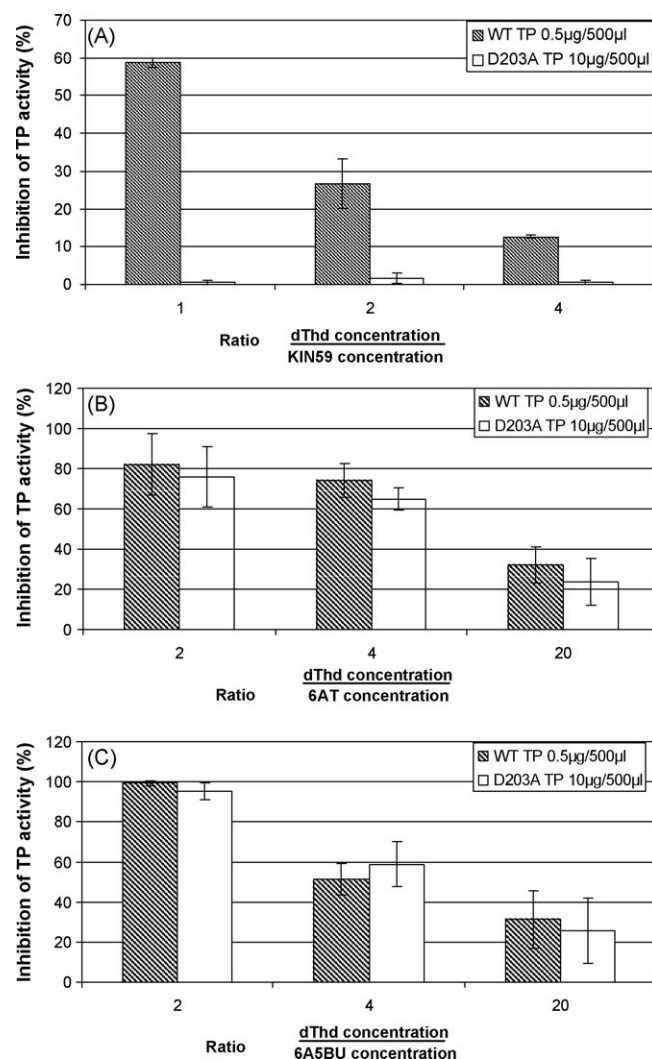 (A)
WT TP 0.5µg/500µl
D203A TP 10µg/500µl
Inhibition of TP activity (%)
70
60
50
40
30
20
10
0
1
2
4
Ratio
dThd concentration
KIN59 concentration
(B)
WT TP 0.5µg/500µl
D203A TP 10µg/500µl
Inhibition of TP activity (%)
120
100
80
60
40
20
0
2
4
20
Ratio
dThd concentration
6AT concentration
(C)
WT TP 0.5µg/500µl
D203A TP 10µg/500µl
Inhibition of TP activity (%)
120
100
80
60
40
20
0
2
4
20
Ratio
dThd concentration
6A5BU concentration